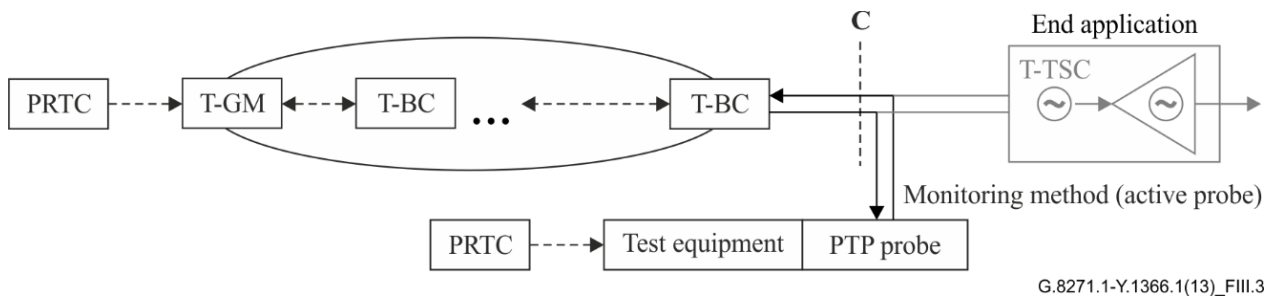 C
End application
PRTC
T-GM
T-BC
...
T-BC
T-TSC
Monitoring method (active probe)
PRTC
Test equipment
PTP probe
G.8271.1-Y.1366.1(13)_FIII.3